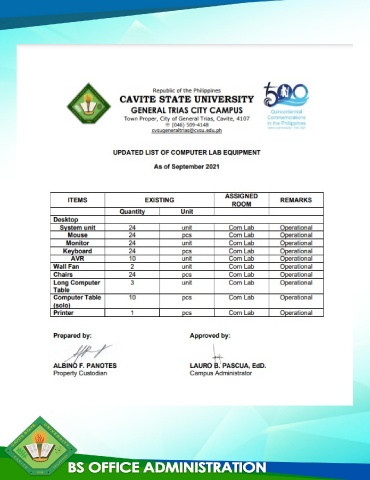 Republic of the Philippines
CAVITE STATE UNIVERSITY
GENERAL TRIAS CITY CAMPUS
Town Proper, City of General Trias, Cavite, 4107
(046) 509-4148
cvsugeneraltrias@cvsu.edu.ph
500
Quincentennial
Commemorations
in the Philippines
UPDATED LIST OF COMPUTER LAB EQUIPMENT
As of September 2021
ITEMS EXISTING ASSIGNED ROOM REMARKS
Quantity Unit
Desktop
System unit 24 unit Com Lab Operational
Mouse 24 pcs Com Lab Operational
Monitor 24 unit Com Lab Operational
Keyboard 24 pcs Com Lab Operational
AVR 10 unit Com Lab Operational
Wall Fan 2 unit Com Lab Operational
Chairs 24 pcs Com Lab Operational
Long Computer Table 3 unit Com Lab Operational
Computer Table (solo) 10 pcs Com Lab Operational
Printer 1 pcs Com Lab Operational
Prepared by: Approved by:
ALBINO F. PANOTES LAURO B. PASCUA, EdD.
Property Custodian Campus Administrator
BS OFFICE ADMINISTRATION